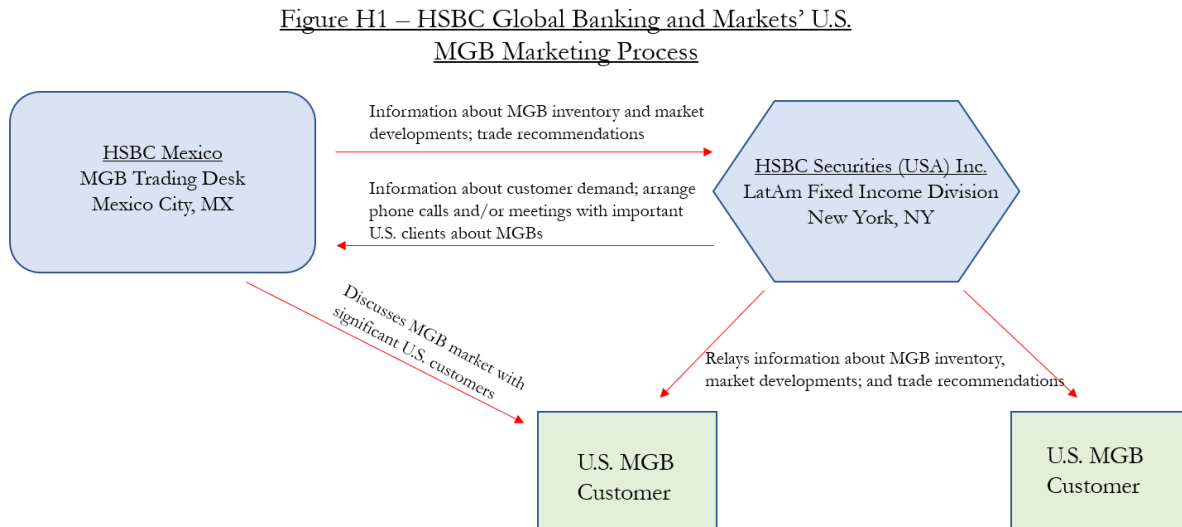 Figure H1 – HSBC Global Banking and Markets’ U.S.
MGB Marketing Process
HSBC Mexico
MGB Trading Desk
Mexico City, MX
Information about MGB inventory and market
developments; trade recommendations
Information about customer demand; arrange
phone calls and/or meetings with important
U.S. clients about MGBs
HSBC Securities (USA) Inc.
LatAm Fixed Income Division
New York, NY
Discusses MGB market with
significant U.S. customers
Relays information about MGB inventory,
market developments; and trade recommendations
U.S. MGB
Customer
U.S. MGB
Customer